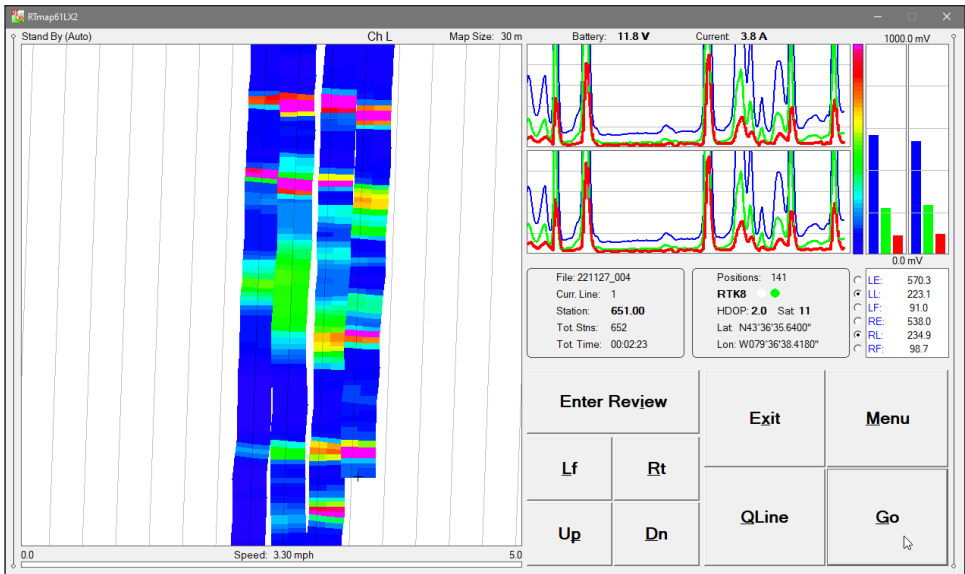 RTmap61LX2
Stand By (Auto) Ch L Map Size: 30 m
Battery: 11.8 V Current: 3.8 A 1000.0 mV
0.0 mV
File: 221127_004
Curr. Line: 1
Station: 651.00
Tot. Stns: 652
Tot. Time: 00:02:23
Positions: 141
RTK8
HDOP: 2.0 Sat: 11
Lat: N43°36'35.6400"
Lon: W079°36'38.4180"
LE: 570.3
LL: 223.1
LF: 91.0
RE: 538.0
RL: 234.9
RF: 98.7
Enter Review
Exit
Menu
Lf
Rt
Up
Dn
QLine
Go
0.0 Speed: 3.30 mph 5.0